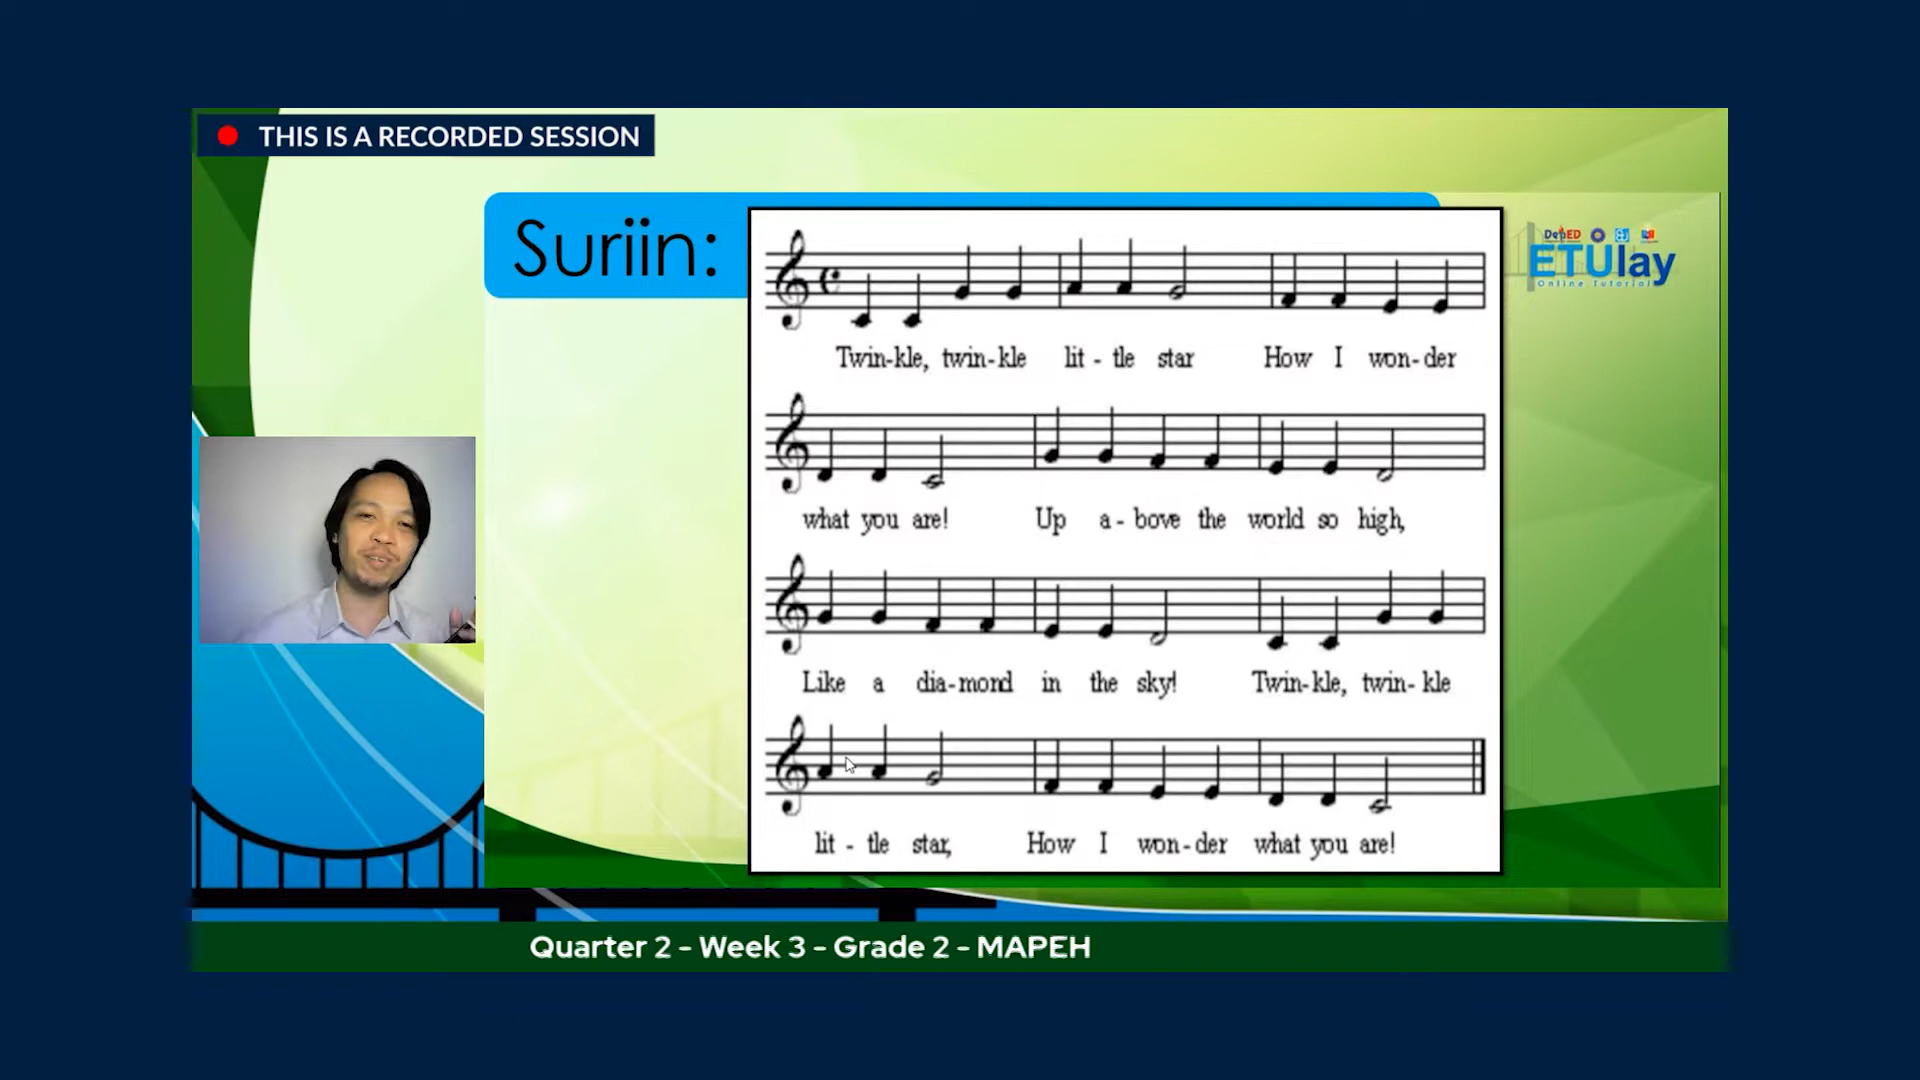 THIS IS A RECORDED SESSION
Suriin:
DepED
ETUlay
Online Tutorial
Twin-kle, twin-kle lit - tle star How I won-der
what you are! Up a - bove the world so high,
Like a dia-mond in the sky! Twin-kle, twin- kle
lit - tle star, How I won-der what you are!
Quarter 2 - Week 3 - Grade 2 - MAPEH